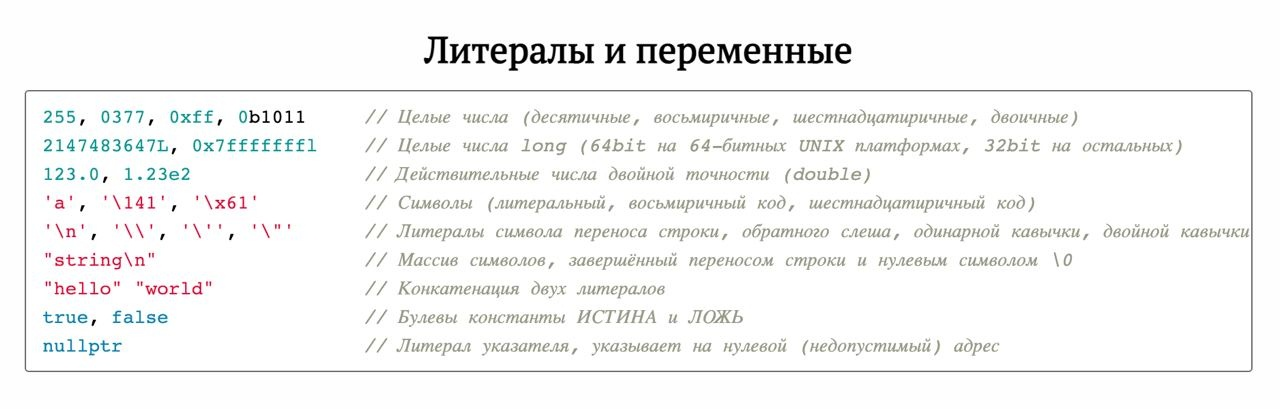 Литералы и переменные
255, 0377, 0xff, 0b1011 // Целые числа (десятичные, восьмиричные, шестнадцатиричные, двоичные)
2147483647L, 0x7fffffffl // Целые числа long (64bit на 64-битных UNIX платформах, 32bit на остальных)
123.0, 1.23e2 // Действительные числа двойной точности (double)
'a', '\141', '\x61' // Символы (литеральный, восьмиричный код, шестнадцатиричный код)
'\n', '\\', '\'', '\"' // Литералы символа переноса строки, обратного слеша, одинарной кавычки, двойной кавычки
"string\n" // Массив символов, завершённый переносом строки и нулевым символом \0
"hello" "world" // Конкатенация двух литералов
true, false // Булевы константы ИСТИНА и ЛОЖЬ
nullptr // Литерал указателя, указывает на нулевой (недопустимый) адрес